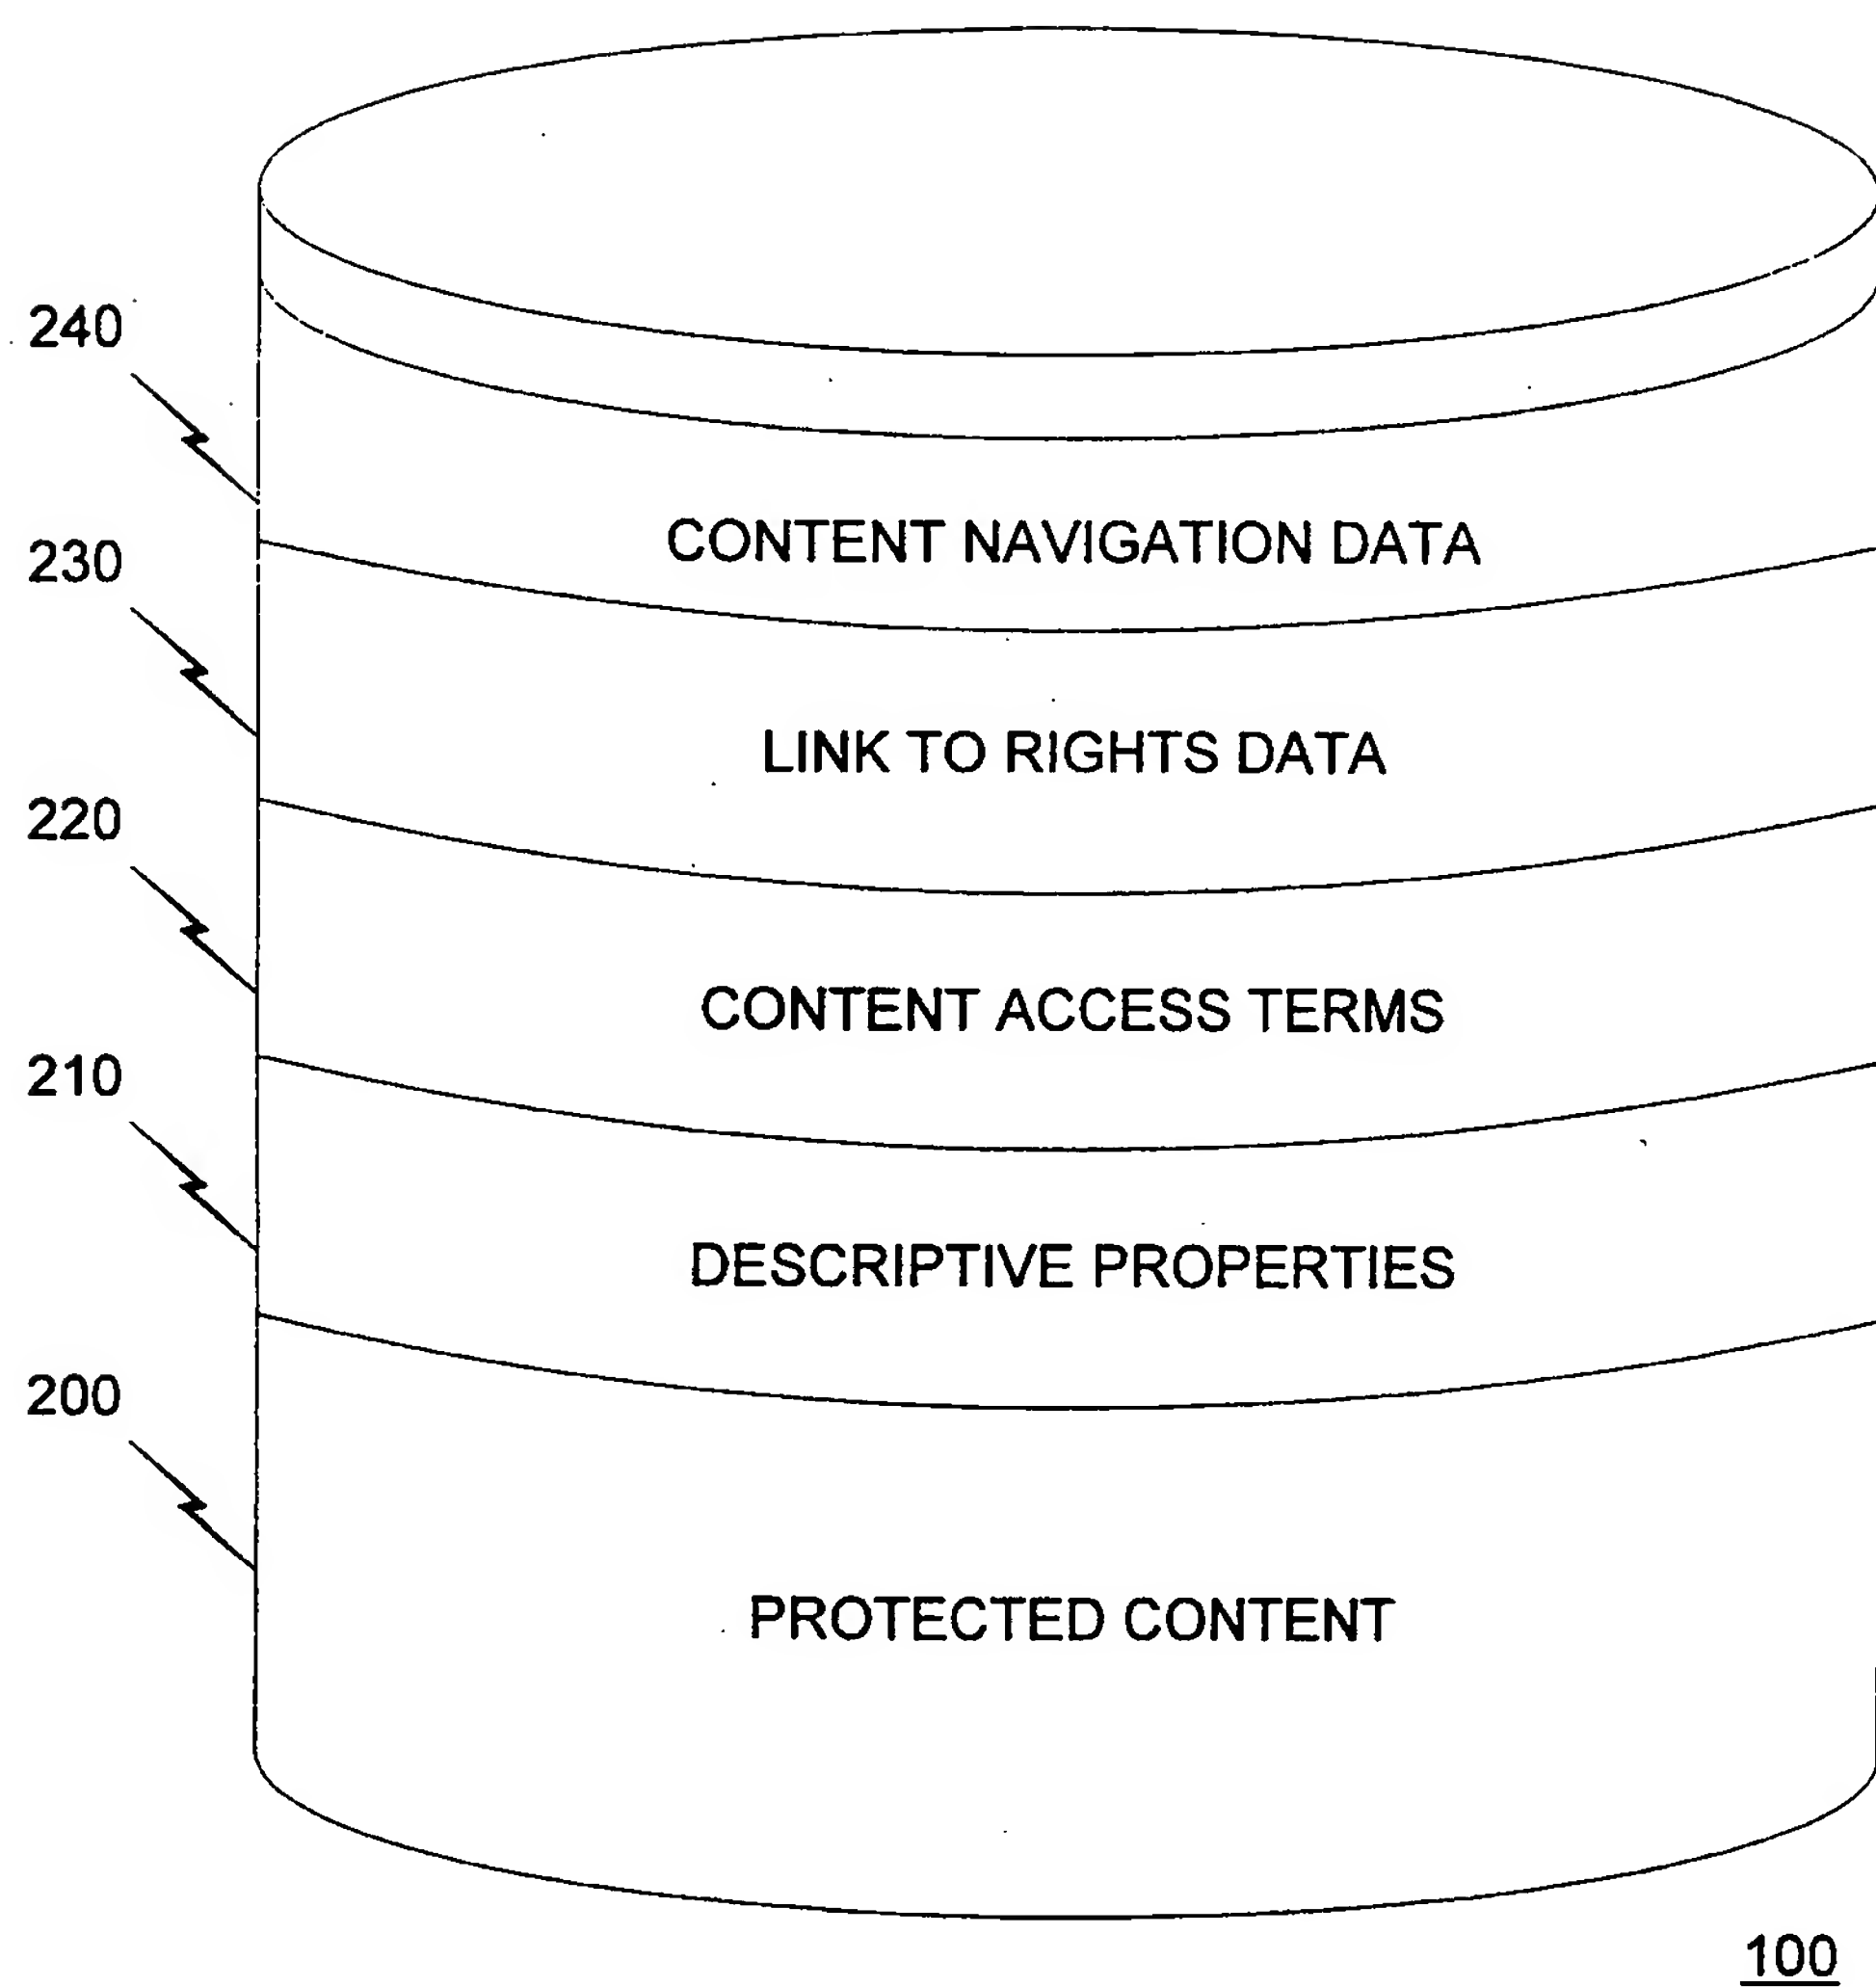 240
CONTENT NAVIGATION DATA
230
LINK TO RIGHTS DATA
220
CONTENT ACCESS TERMS
210
DESCRIPTIVE PROPERTIES
200
PROTECTED CONTENT
100